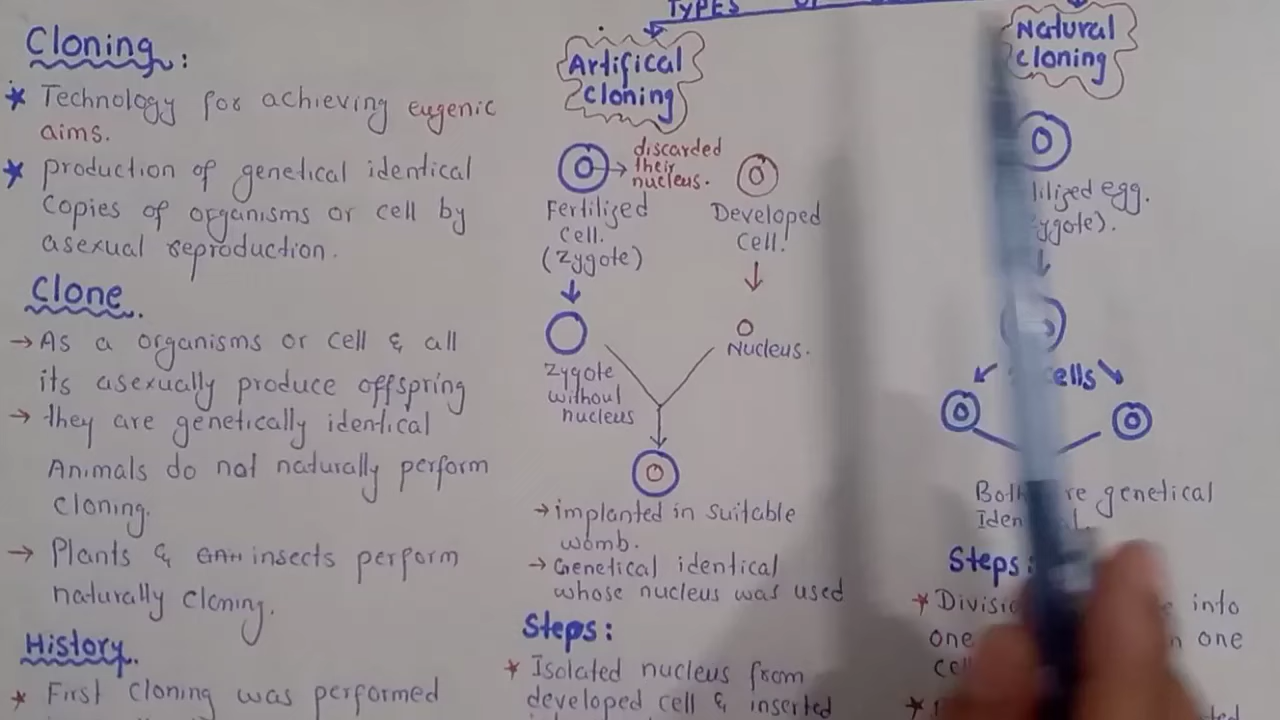 Cloning:
Technology for achieving eugenic
aims.
production of genetical identical
Copies of organisms or cell by
asexual reproduction.
Clone.
As a organisms or cell & all
its asexually produce offspring
they are genetically identical
Animals do not naturally perform
cloning.
Plants & insects perform
naturally cloning.
History.
First cloning was performed
TYPES
Artifical
cloning
discarded
their
nucleus.
Fertilized
cell.
(Zygote)
Developed
cell.
Zygote
without
nucleus
Nucleus.
implanted in suitable
womb.
Genetical identical
whose nucleus was used
Steps:
Isolated nucleus from
developed cell & inserted
Natural
cloning
egg.
cells
genetical
Steps:
into
one one